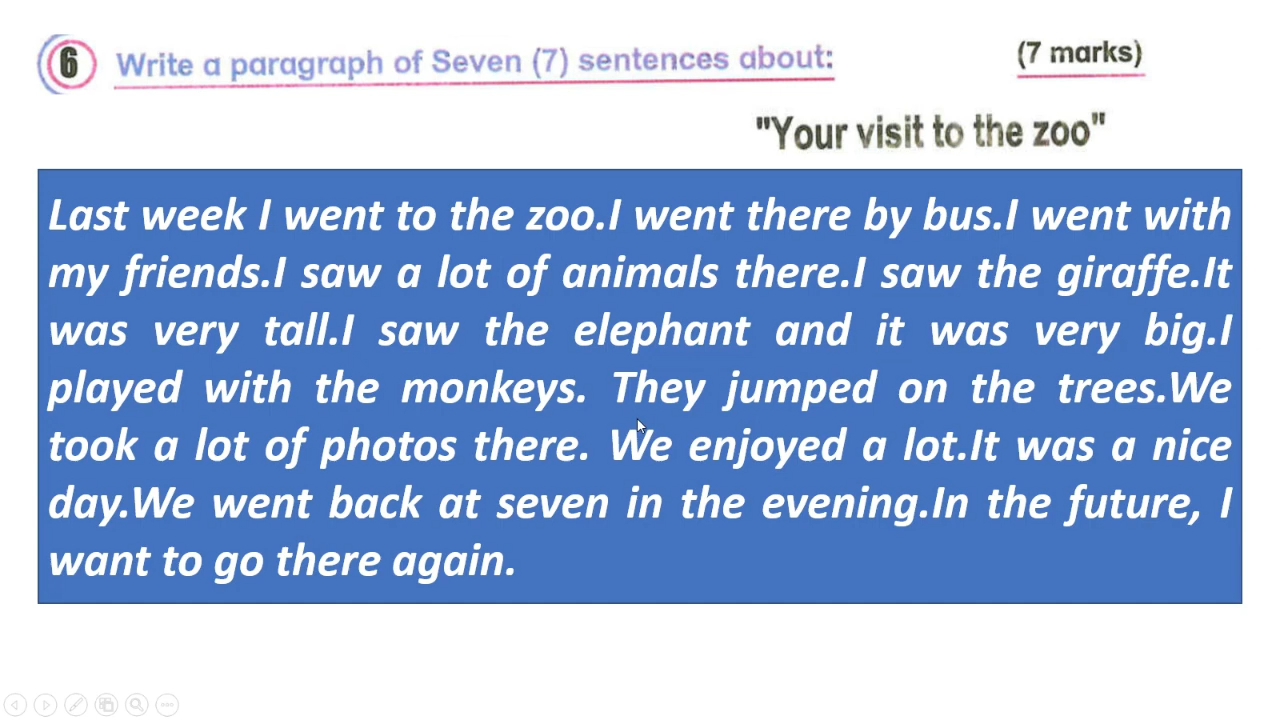 6 Write a paragraph of Seven (7) sentences about: (7 marks)
"Your visit to the zoo"
Last week I went to the zoo.I went there by bus.I went with
my friends.I saw a lot of animals there.I saw the giraffe.It
was very tall.I saw the elephant and it was very big.I
played with the monkeys. They jumped on the trees.We
took a lot of photos there. We enjoyed a lot.It was a nice
day.We went back at seven in the evening.In the future, I
want to go there again.